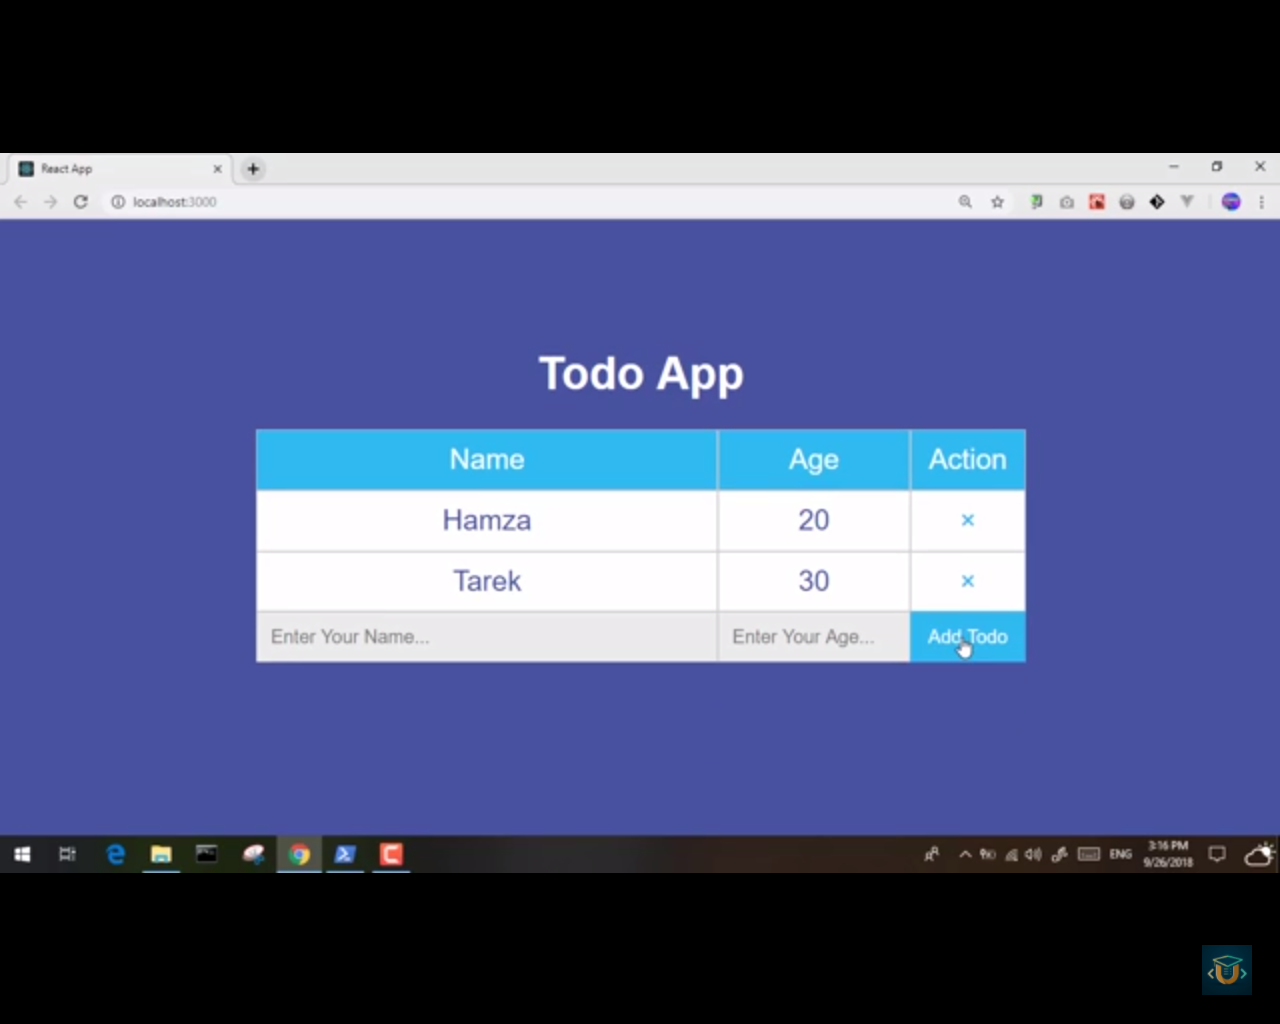 React App
localhost:3000
Todo App
Name Age Action
Hamza 20 ×
Tarek 30 ×
Enter Your Name... Enter Your Age... Add Todo
ENG
3:16 PM
9/26/2018